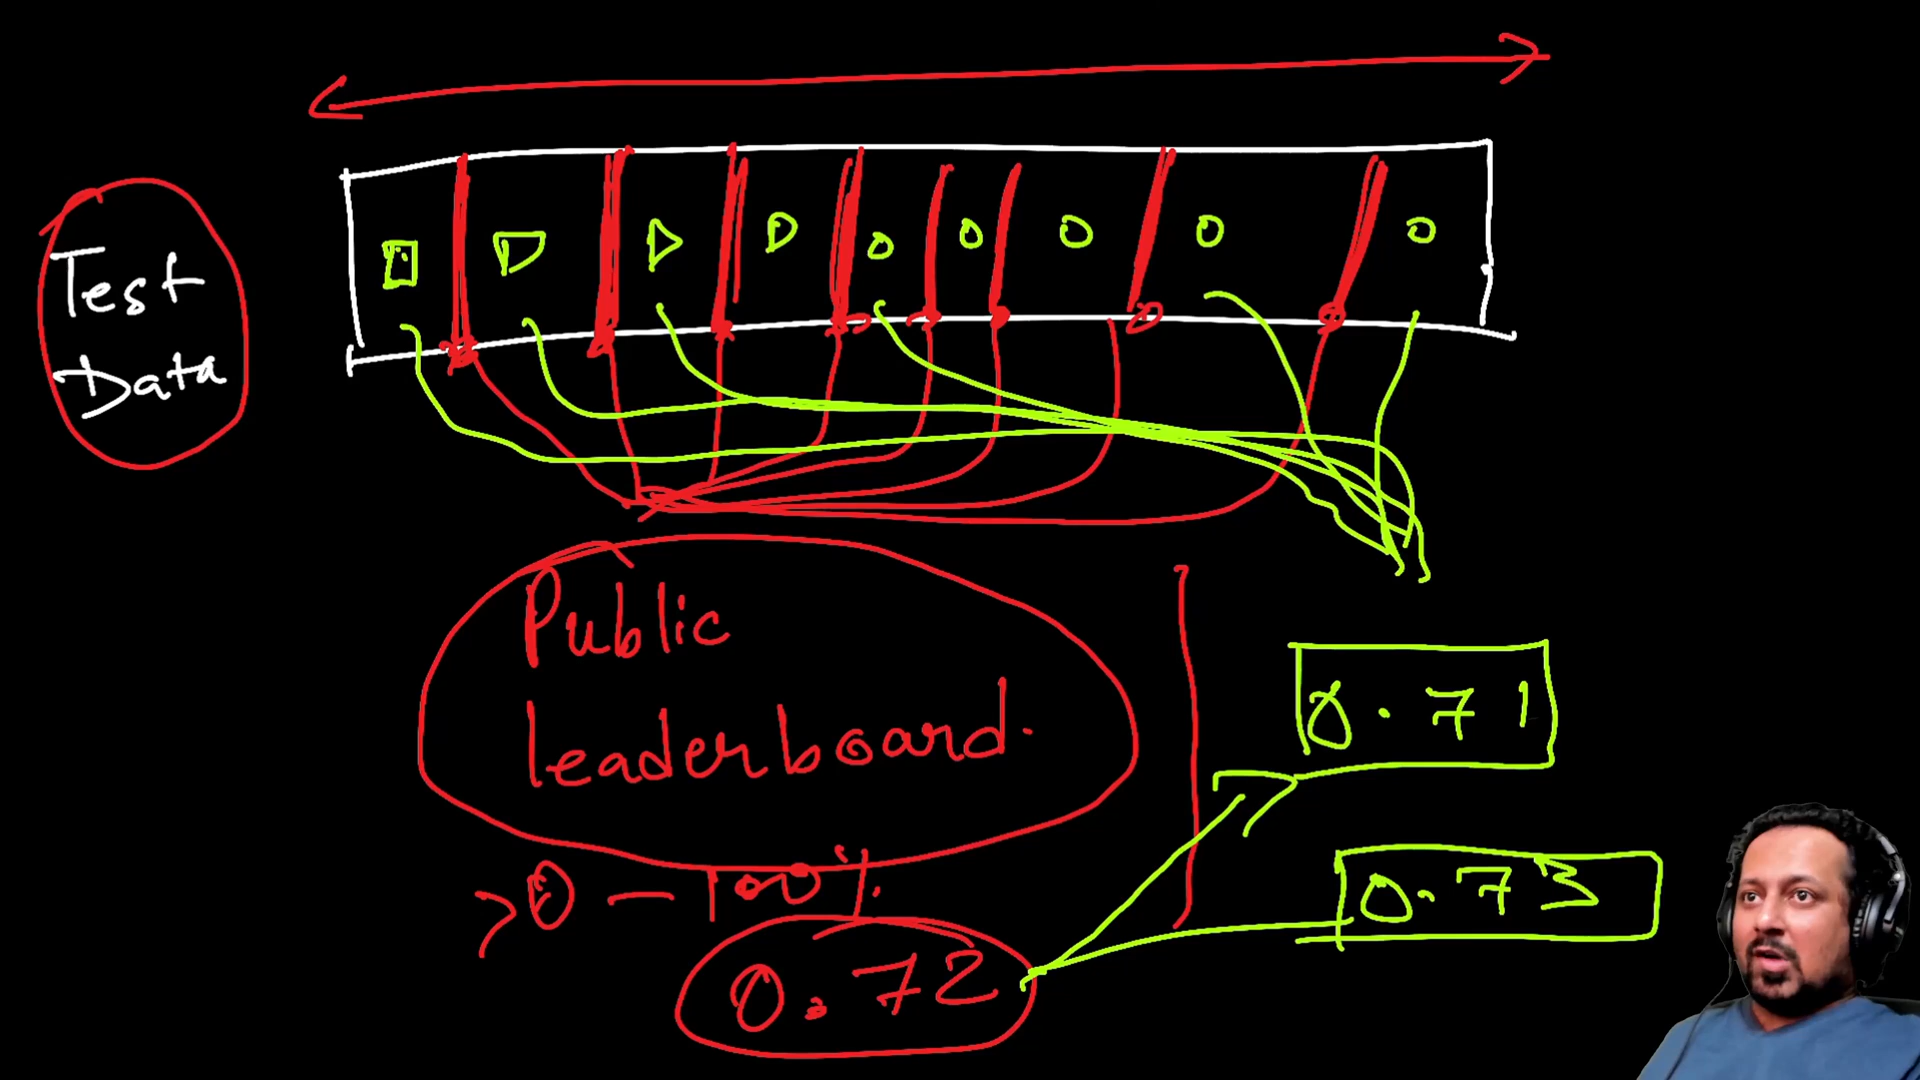 Test
Data
Public
leaderboard.
>0 - 100%.
0.72
0.71
0.73